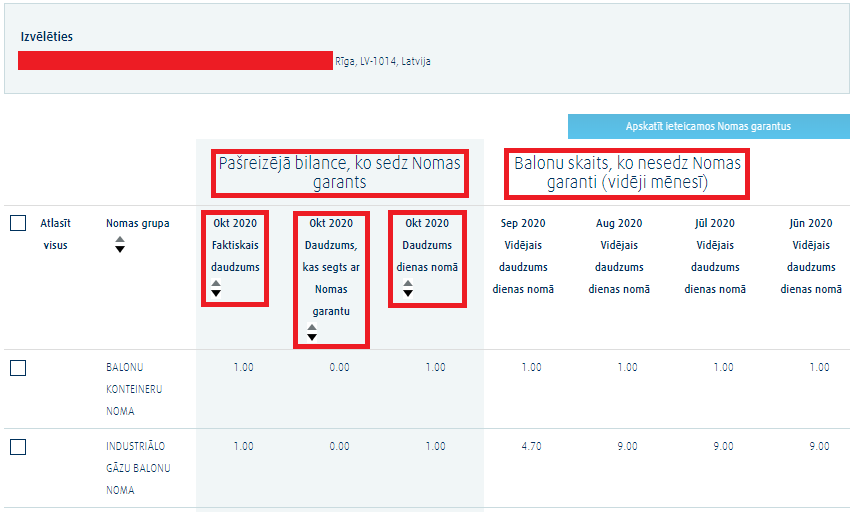 Izvēlēties
Rīga, LV-1014, Latvija
Apskatīt ieteicamos Nomas garantus
Pašreizējā bilance, ko sedz Nomas
garants
Balonu skaits, ko nesedz Nomas
garanti (vidēji mēnesī)
Atlasīt
visus
Nomas grupa
Okt 2020
Faktiskais
daudzums
Okt 2020
Daudzums,
kas segts ar
Nomas
garantu
Okt 2020
Daudzums
dienas nomā
Sep 2020
Vidējais
daudzums
dienas nomā
Aug 2020
Vidējais
daudzums
dienas nomā
Jūl 2020
Vidējais
daudzums
dienas nomā
Jūn 2020
Vidējais
daudzums
dienas nomā
BALONU
KONTEINERU
NOMA
1.00 0.00 1.00 1.00 1.00 1.00 1.00
INDUSTRIĀLO
GĀZU BALONU
NOMA
1.00 0.00 1.00 4.70 9.00 9.00 9.00